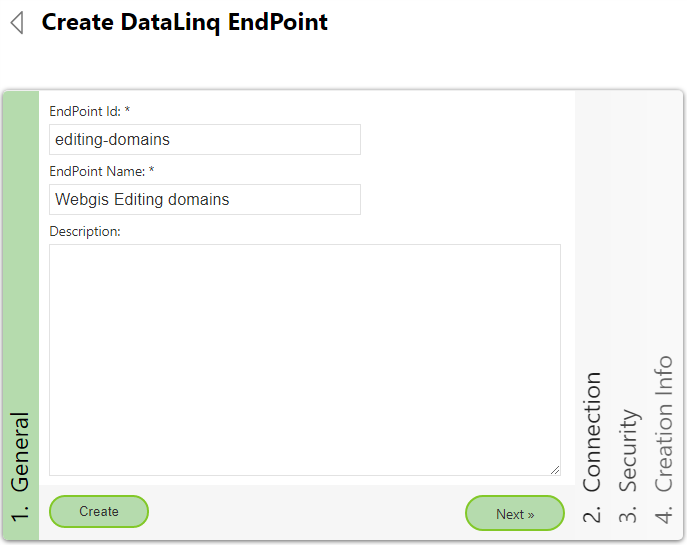 Create DataLinq EndPoint
EndPoint Id: *
editing-domains
EndPoint Name: *
Webgis Editing domains
Description:
Create
Next »
1. General
2. Connection
3. Security
4. Creation Info